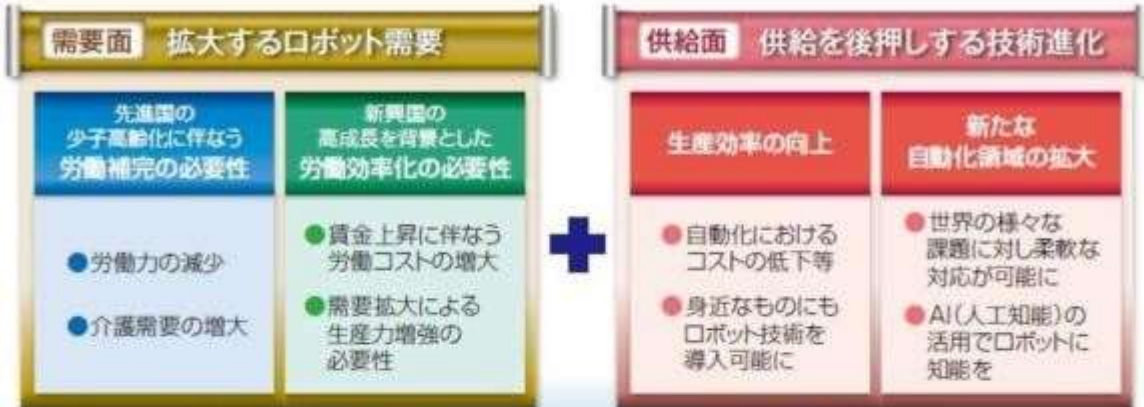 需要面 拡大するロボット需要
先進国の
少子高齢化に伴なう
労働補完の必要性
●労働力の減少
●介護需要の増大
新興国の
高成長を背景とした
労働効率化の必要性
●賃金上昇に伴なう
労働コストの増大
●需要拡大による
生産力増強の
必要性
供給面 供給を後押しする技術進化
生産効率の向上
●自動化における
コストの低下等
●身近なものにも
ロボット技術を
導入可能に
新たな
自動化領域の拡大
●世界の様々な
課題に対し柔軟な
対応が可能に
●AI(人工知能)の
活用でロボットに
知能を